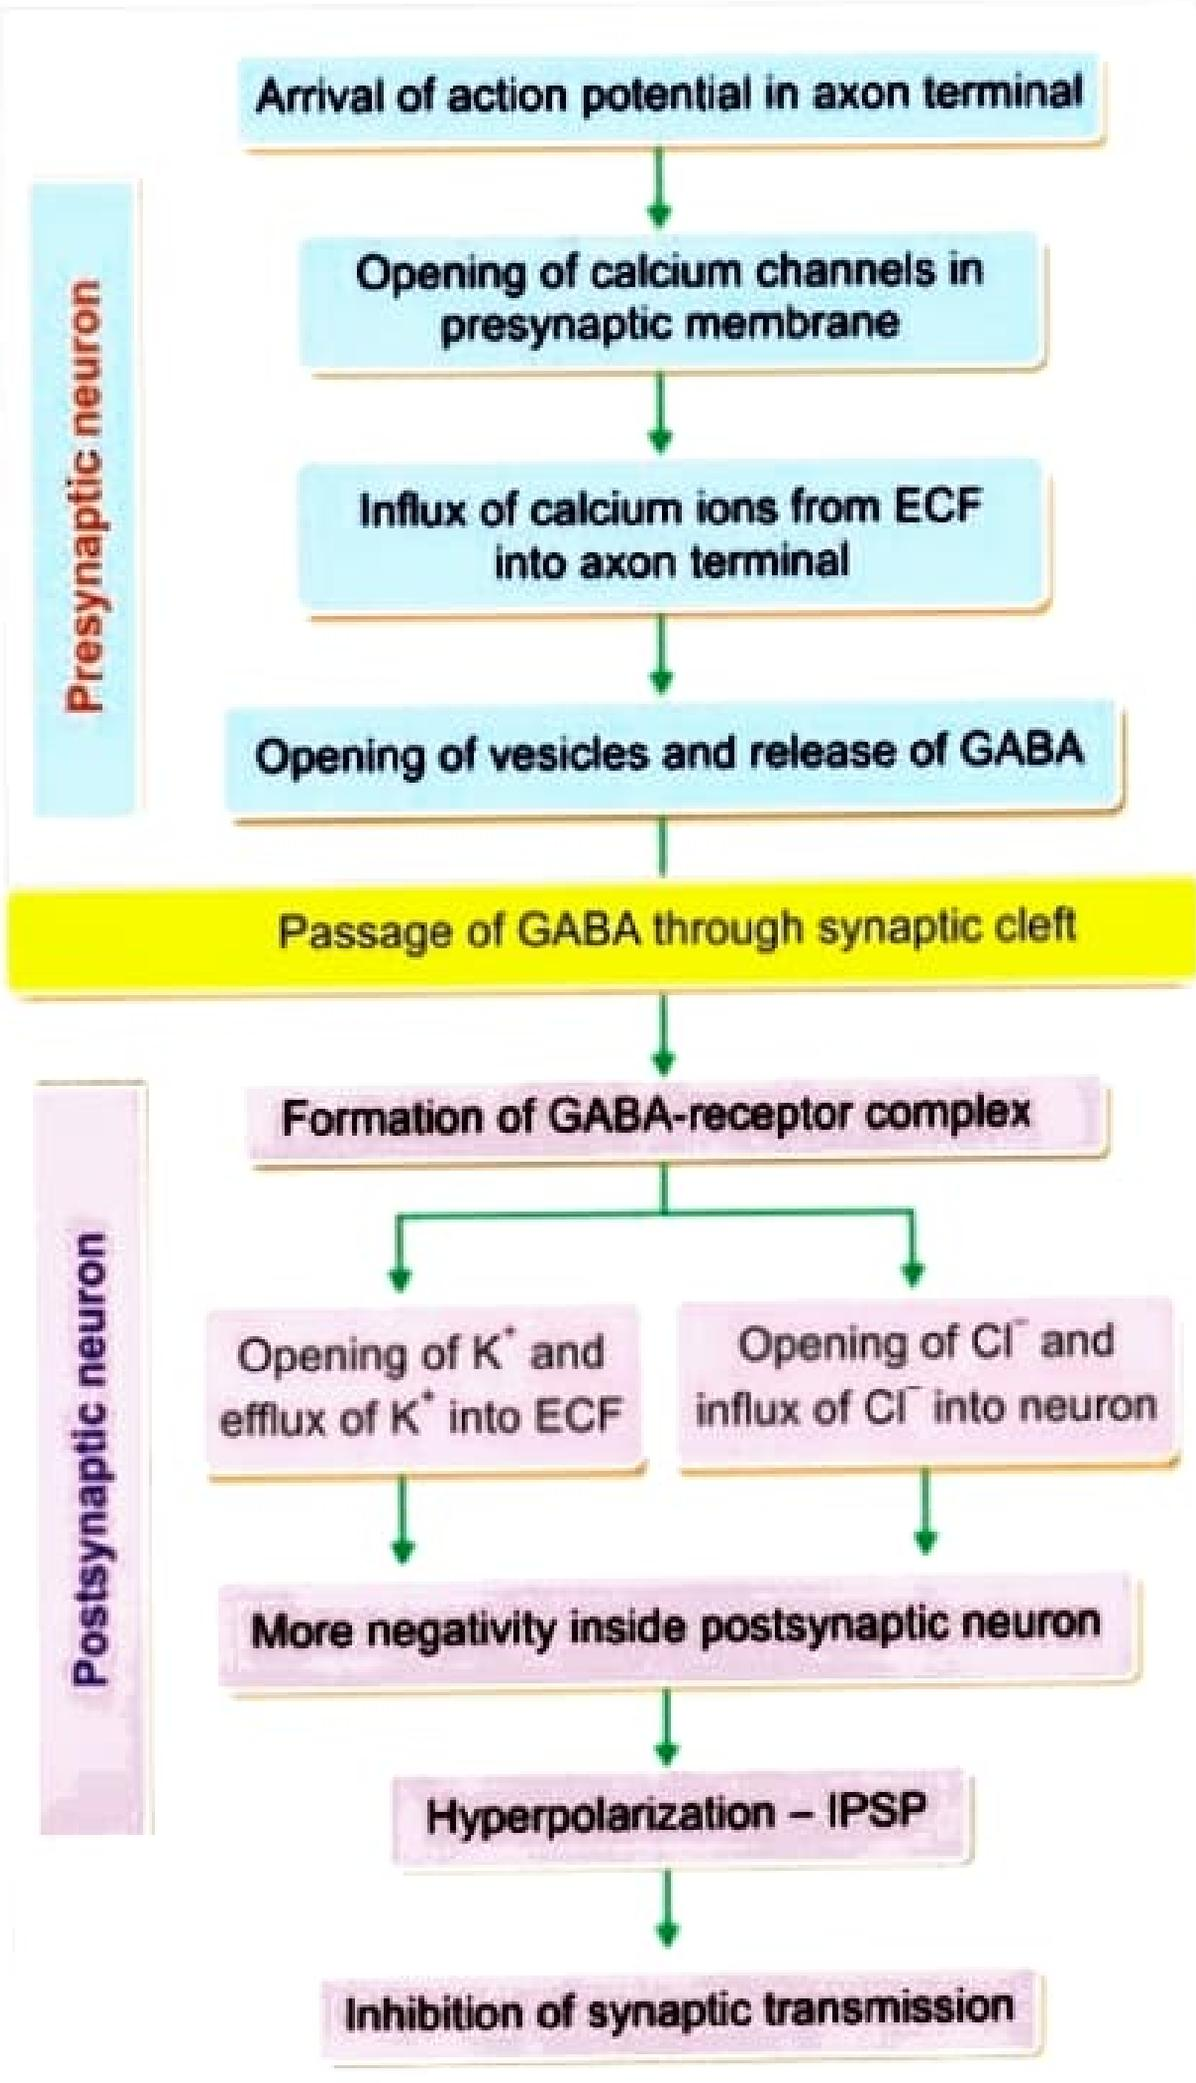 Arrival of action potential in axon terminal
Presynaptic neuron
Opening of calcium channels in
presynaptic membrane
Influx of calcium ions from ECF
into axon terminal
Opening of vesicles and release of GABA
Passage of GABA through synaptic cleft
Postsynaptic neuron
Formation of GABA-receptor complex
Opening of K⁺ and
efflux of K⁺ into ECF
Opening of Cl⁻ and
influx of Cl⁻ into neuron
More negativity inside postsynaptic neuron
Hyperpolarization – IPSP
Inhibition of synaptic transmission